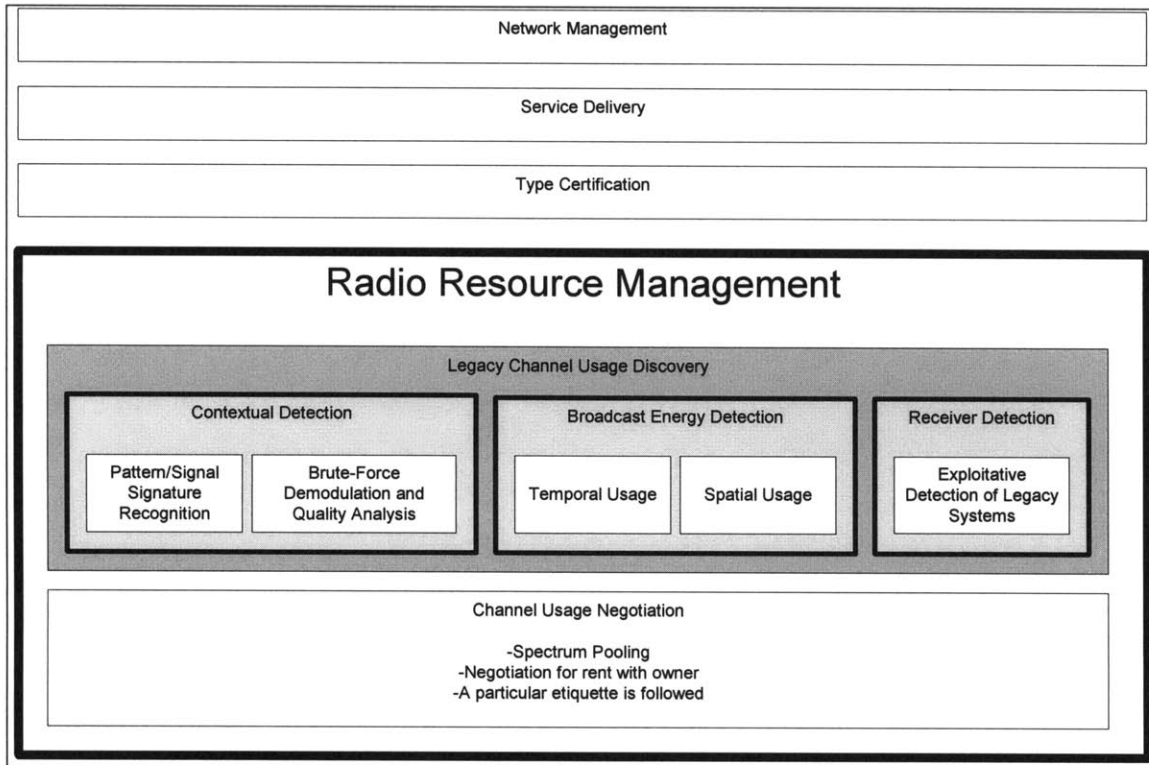 Network Management
Service Delivery
Type Certification
Radio Resource Management
Legacy Channel Usage Discovery
Contextual Detection
Pattern/Signal
Signature
Recognition
Brute-Force
Demodulation and
Quality Analysis
Broadcast Energy Detection
Temporal Usage
Spatial Usage
Receiver Detection
Exploitative
Detection of Legacy
Systems
Channel Usage Negotiation
-Spectrum Pooling
-Negotiation for rent with owner
-A particular etiquette is followed